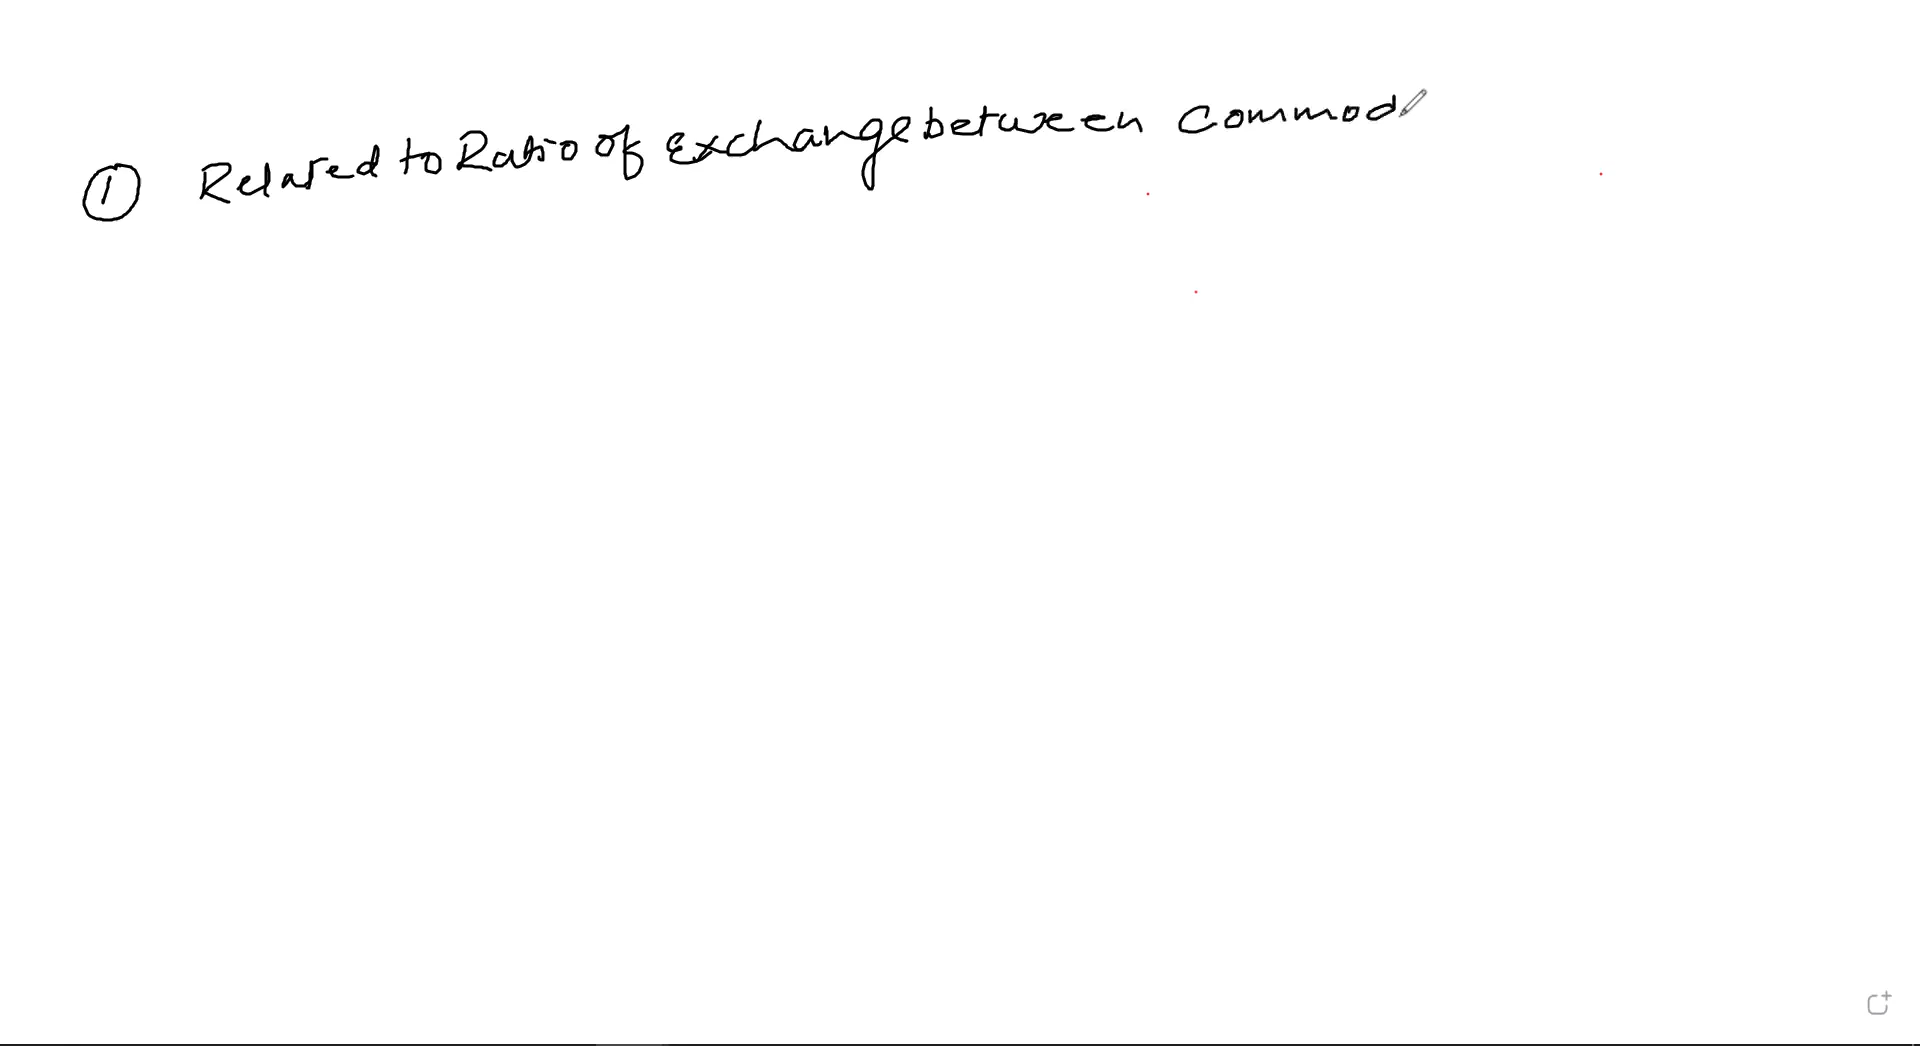 ① Related to Ratio of Exchange between Commod